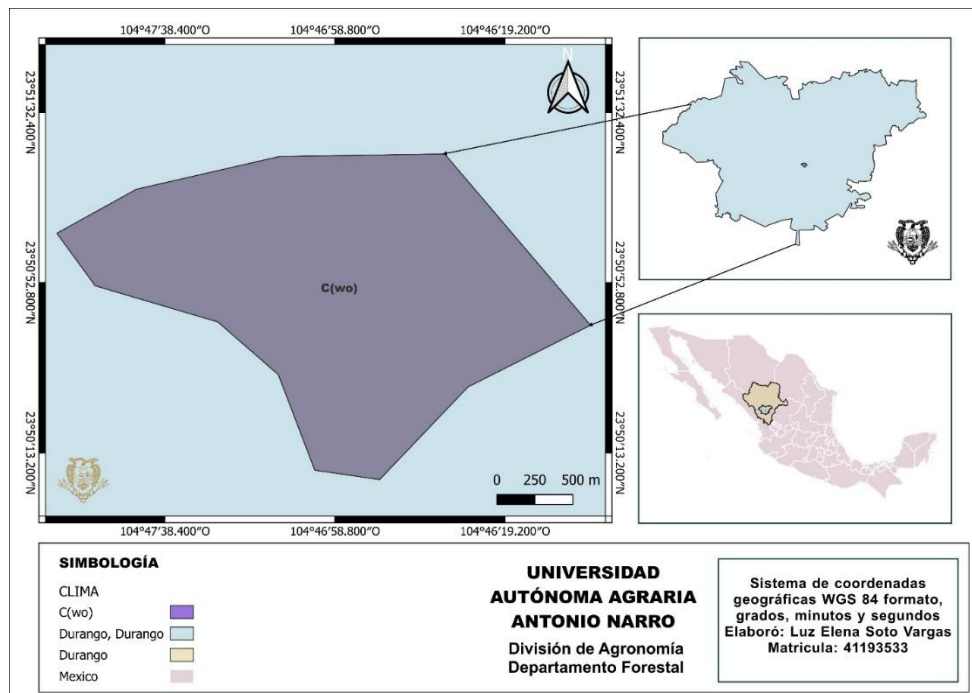 104°47'38.400"O 104°46'58.800"O 104°46'19.200"O
23°51'32.400"N
23°50'52.800"N
23°50'13.200"N
N
C(wo)
23°51'32.400"N
23°50'52.800"N
23°50'13.200"N
0 250 500 m
104°47'38.400"O 104°46'58.800"O 104°46'19.200"O
SIMBOLOGÍA
CLIMA
C(wo)
Durango, Durango
Durango
Mexico
UNIVERSIDAD
AUTÓNOMA AGRARIA
ANTONIO NARRO
División de Agronomía
Departamento Forestal
Sistema de coordenadas
geográficas WGS 84 formato,
grados, minutos y segundos
Elaboró: Luz Elena Soto Vargas
Matricula: 41193533